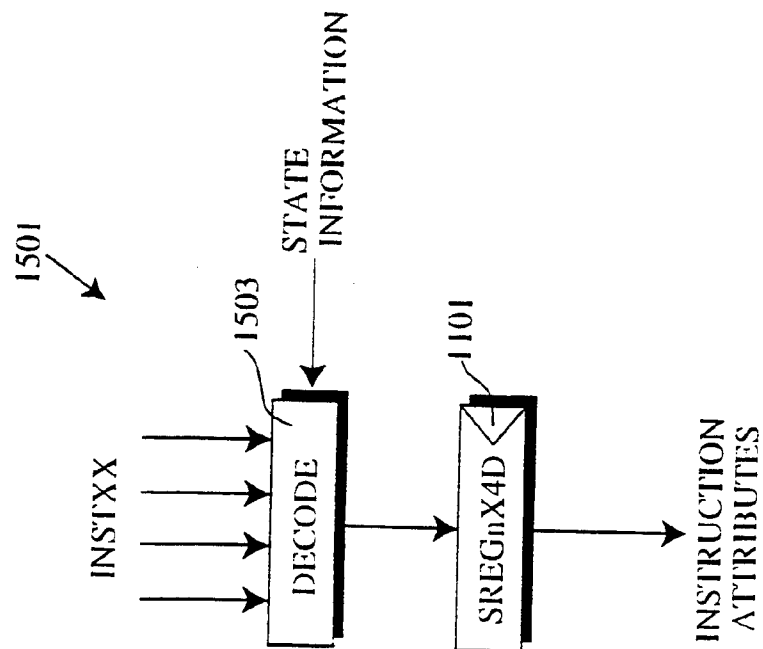 1501
INSTXX
1503
DECODE
STATE
INFORMATION
1101
SREGnX4D
INSTRUCTION
ATTRIBUTES